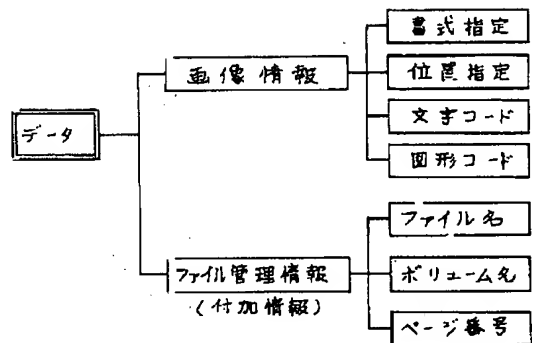 データ
画像情報
書式指定
位置指定
文字コード
図形コード
ファイル管理情報
(付加情報)
ファイル名
ボリューム名
ページ番号